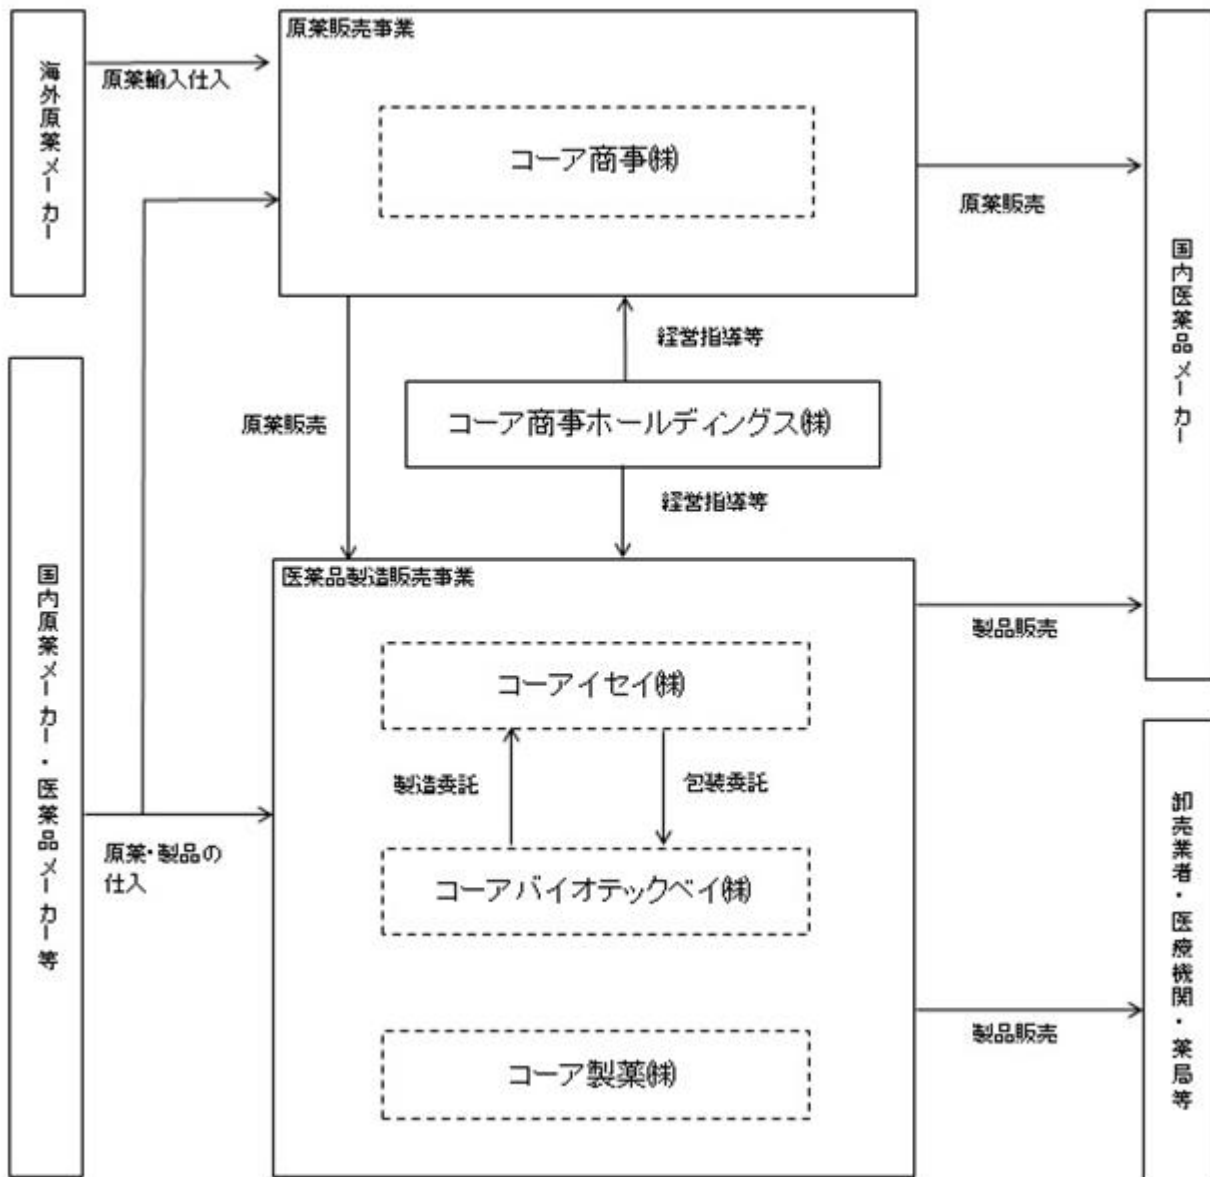 原薬販売事業
海外原薬メーカー
原薬輸入仕入
コーア商事㈱
原薬販売
国内医薬品メーカー
経営指導等
コーア商事ホールディングス㈱
原薬販売
経営指導等
医薬品製造販売事業
国内原薬メーカー・医薬品メーカー等
製品販売
コーアイセイ㈱
製造委託
包装委託
原薬・製品の
仕入
コーアバイオテックベイ㈱
卸売業者・医療機関・薬局等
製品販売
コーア製薬㈱